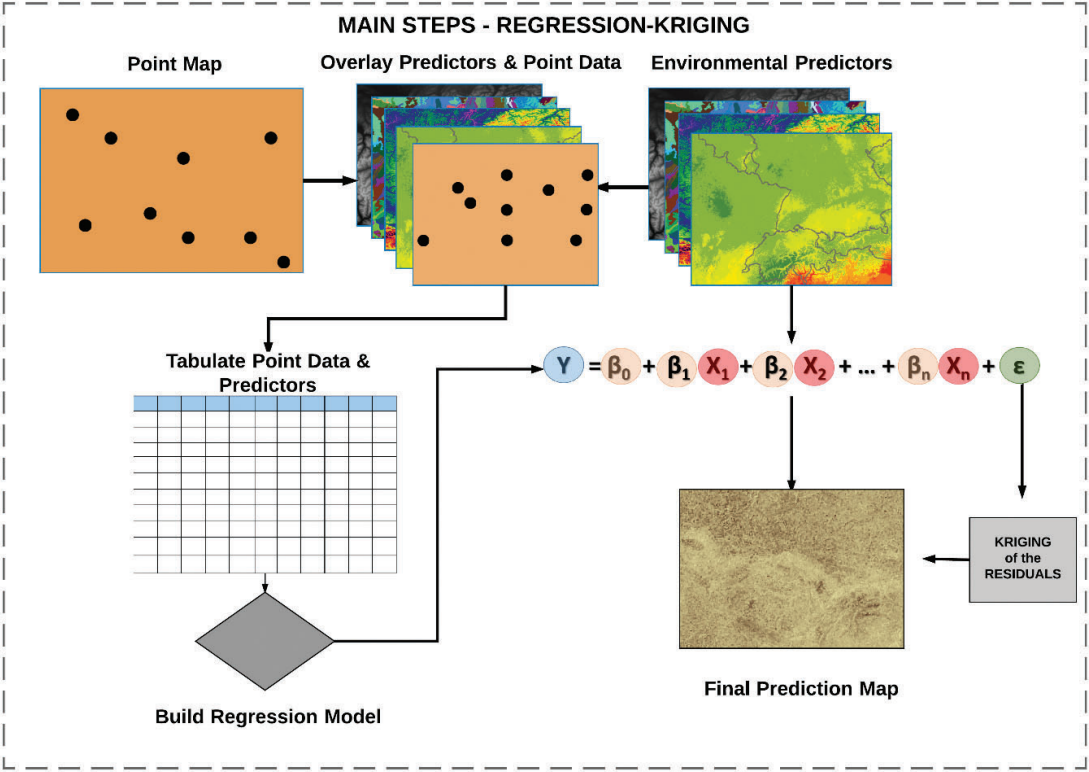 MAIN STEPS - REGRESSION-KRIGING
Point Map
Overlay Predictors & Point Data
Environmental Predictors
Tabulate Point Data &
Predictors
Y = β₀ + β₁ X₁ + β₂ X₂ + ... + βₙ Xₙ + ε
KRIGING
of the
RESIDUALS
Build Regression Model
Final Prediction Map